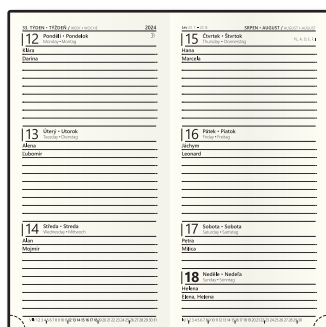 33. TÝDEN • TÝŽDEŇ / WEEK • WOCHE 2024
12 Pondělí • Pondelok
Monday • Montag
Klára
Darina
13 Úterý • Utorok
Tuesday • Dienstag
Alena
Ľubomír
14 Středa • Streda
Wednesday • Mittwoch
Alan
Mojmír
SRPEN • AUGUST / AUGUST • AUGUST
15 Čtvrtek • Štvrtok
Thursday • Donnerstag
Hana
Marcela
16 Pátek • Piatok
Friday • Freitag
Jáchym
Leonard
17 Sobota • Sobota
Saturday • Samstag
Petra
Milica
18 Neděle • Nedeľa
Sunday • Sonntag
Helena
Elena, Helena